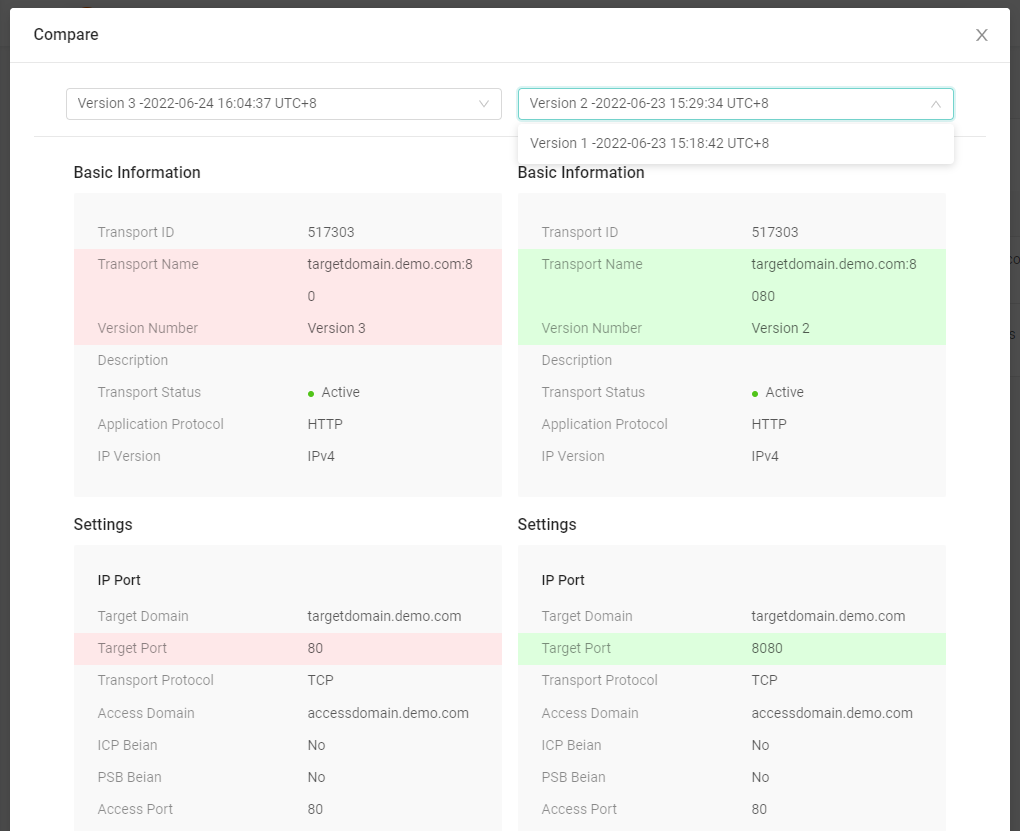 Compare
Version 3 -2022-06-24 16:04:37 UTC+8
Version 2 -2022-06-23 15:29:34 UTC+8
Version 1 -2022-06-23 15:18:42 UTC+8
Basic Information
Transport ID 517303
Transport Name targetdomain.demo.com:8
0
Version Number Version 3
Description
Transport Status Active
Application Protocol HTTP
IP Version IPv4
Settings
IP Port
Target Domain targetdomain.demo.com
Target Port 80
Transport Protocol TCP
Access Domain accessdomain.demo.com
ICP Beian No
PSB Beian No
Access Port 80
Basic Information
Transport ID 517303
Transport Name targetdomain.demo.com:8
080
Version Number Version 2
Description
Transport Status Active
Application Protocol HTTP
IP Version IPv4
Settings
IP Port
Target Domain targetdomain.demo.com
Target Port 8080
Transport Protocol TCP
Access Domain accessdomain.demo.com
ICP Beian No
PSB Beian No
Access Port 80